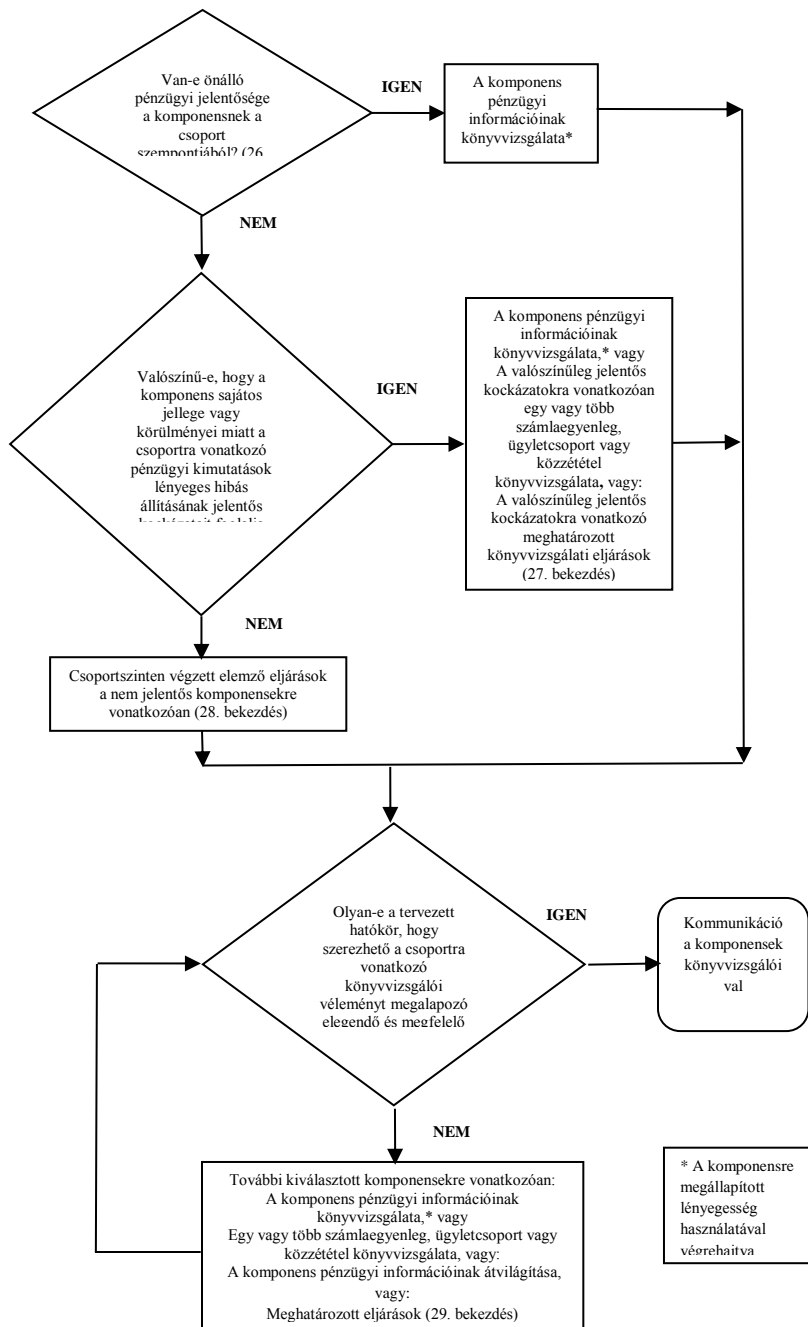 Van-e önálló
pénzügyi jelentősége
a komponensnek a
csoport
szempontjából? (26
IGEN
A komponens
pénzügyi
információinak
könyvvizsgálata*
NEM
Valószínű-e, hogy a
komponens sajátos
jellege vagy
körülményei miatt a
csoportra vonatkozó
pénzügyi kimutatások
lényeges hibás
állításának jelentős
IGEN
A komponens pénzügyi
információinak
könyvvizsgálata,* vagy
A valószínűleg jelentős
kockázatokra vonatkozóan
egy vagy több
számlaegyenleg,
ügyletcsoport vagy
közzététel
könyvvizsgálata, vagy:
A valószínűleg jelentős
kockázatokra vonatkozó
meghatározott
könyvvizsgálati eljárások
(27. bekezdés)
NEM
Csoportszinten végzett elemző eljárások
a nem jelentős komponensekre
vonatkozóan (28. bekezdés)
Olyan-e a tervezett
hatókör, hogy
szerezhető a csoportra
vonatkozó
könyvvizsgálói
véleményt megalapozó
elegendő és megfelelő
IGEN
Kommunikáció
a komponensek
könyvvizsgálói
val
NEM
További kiválasztott komponensekre vonatkozóan:
A komponens pénzügyi információinak
könyvvizsgálata,* vagy
Egy vagy több számlaegyenleg, ügyletcsoport vagy
közzététel könyvvizsgálata, vagy:
A komponens pénzügyi információinak átvilágítása,
vagy:
Meghatározott eljárások (29. bekezdés)
* A komponensre
megállapított
lényegesség
használatával
végrehajtva